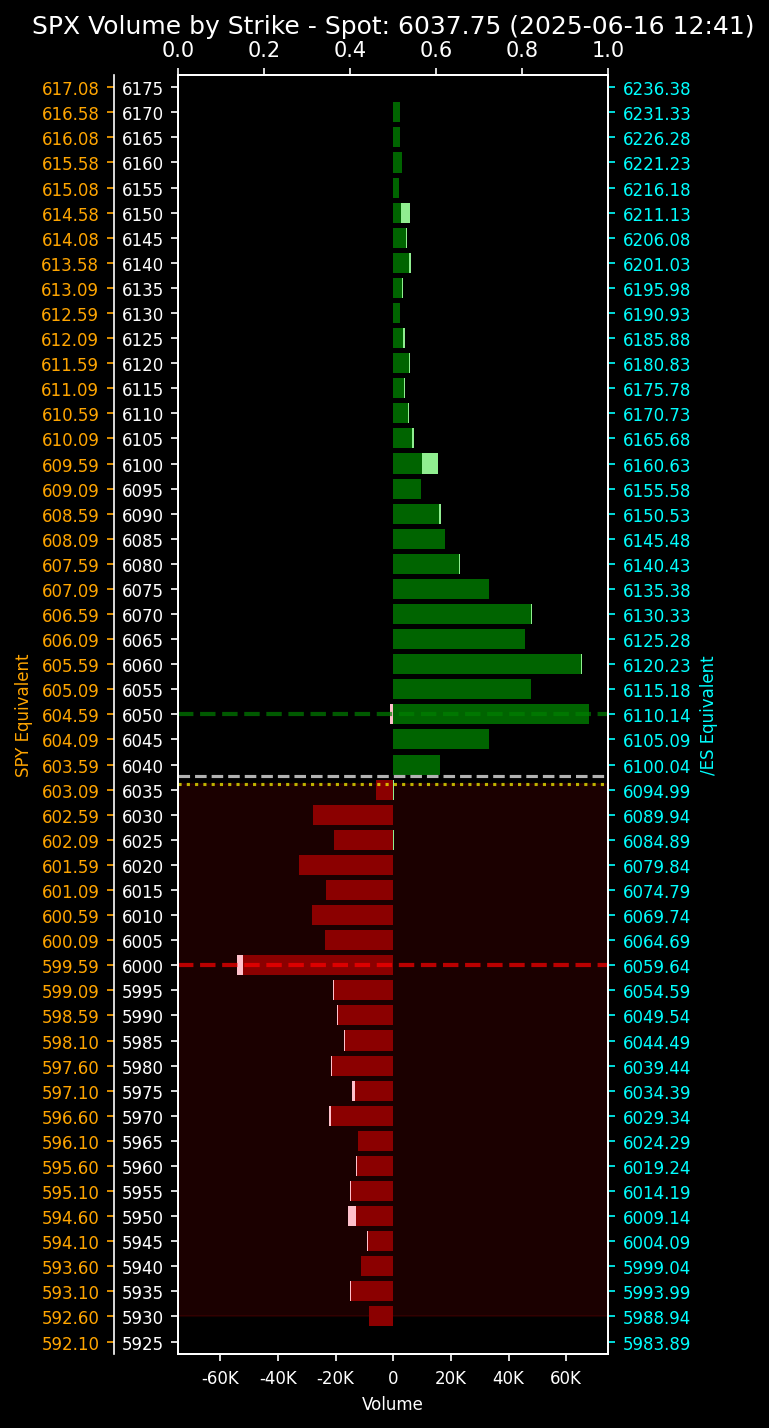 SPX Volume by Strike - Spot: 6037.75 (2025-06-16 12:41)
0.0 0.2 0.4 0.6 0.8 1.0
617.08 6175 6236.38
616.58 6170 6231.33
616.08 6165 6226.28
615.58 6160 6221.23
615.08 6155 6216.18
614.58 6150 6211.13
614.08 6145 6206.08
613.58 6140 6201.03
613.09 6135 6195.98
612.59 6130 6190.93
612.09 6125 6185.88
611.59 6120 6180.83
611.09 6115 6175.78
610.59 6110 6170.73
610.09 6105 6165.68
609.59 6100 6160.63
609.09 6095 6155.58
608.59 6090 6150.53
608.09 6085 6145.48
607.59 6080 6140.43
607.09 6075 6135.38
606.59 6070 6130.33
606.09 6065 6125.28
605.59 6060 6120.23
605.09 6055 6115.18
604.59 6050 6110.14
604.09 6045 6105.09
603.59 6040 6100.04
603.09 6035 6094.99
602.59 6030 6089.94
602.09 6025 6084.89
601.59 6020 6079.84
601.09 6015 6074.79
600.59 6010 6069.74
600.09 6005 6064.69
599.59 6000 6059.64
599.09 5995 6054.59
598.59 5990 6049.54
598.10 5985 6044.49
597.60 5980 6039.44
597.10 5975 6034.39
596.60 5970 6029.34
596.10 5965 6024.29
595.60 5960 6019.24
595.10 5955 6014.19
594.60 5950 6009.14
594.10 5945 6004.09
593.60 5940 5999.04
593.10 5935 5993.99
592.60 5930 5988.94
592.10 5925 5983.89
SPY Equivalent
/ES Equivalent
-60K -40K -20K 0 20K 40K 60K
Volume